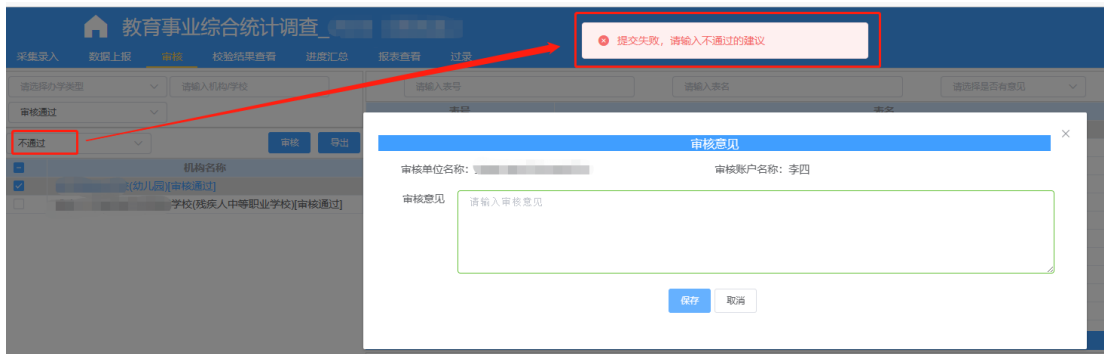 教育事业综合统计调查_
提交失败，请输入不通过的建议
采集录入 数据上报 审核 校验结果查看 进度汇总 报表查看 过录
请选择办学类型 请输入机构/学校 请输入表号 请输入表名 请选择是否有意见
审核通过 表号 表名
不通过 审核 导出
审核意见
机构名称
审核单位名称： 审核账户名称：李四
(幼儿园)[审核通过]
学校(残疾人中等职业学校)[审核通过]
审核意见 请输入审核意见
保存 取消